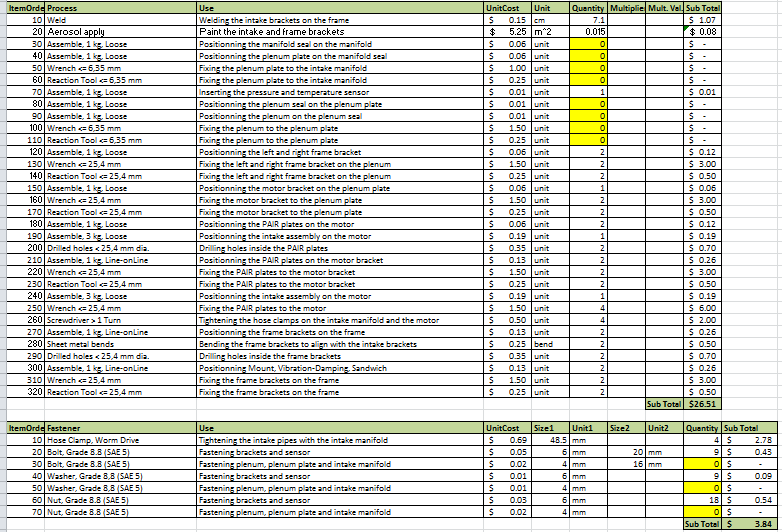 ItemOrde Process Use UnitCost Unit Quantity Multiplie Mult. Val. Sub Total
10 Weld Welding the intake brackets on the frame $ 0.15 cm 7.1 $ 1.07
20 Aerosol apply Paint the intake and frame brackets $ 5.25 m^2 0.015 $ 0.08
30 Assemble, 1 kg, Loose Positionning the manifold seal on the manifold $ 0.06 unit 0 $ -
40 Assemble, 1 kg, Loose Positionning the plenum plate on the manifold seal $ 0.06 unit 0 $ -
50 Wrench <= 6,35 mm Fixing the plenum plate to the intake manifold $ 1.00 unit 0 $ -
60 Reaction Tool <= 6,35 mm Fixing the plenum plate to the intake manifold $ 0.25 unit 0 $ -
70 Assemble, 1 kg, Loose Inserting the pressure and temperature sensor $ 0.01 unit 1 $ 0.01
80 Assemble, 1 kg, Loose Positionning the plenum seal on the plenum plate $ 0.01 unit 0 $ -
90 Assemble, 1 kg, Loose Positionning the plenum on the plenum seal $ 0.01 unit 0 $ -
100 Wrench <= 6,35 mm Fixing the plenum to the plenum plate $ 1.50 unit 0 $ -
110 Reaction Tool <= 6,35 mm Fixing the plenum to the plenum plate $ 0.25 unit 0 $ -
120 Assemble, 1 kg, Loose Positionning the left and right frame bracket $ 0.06 unit 2 $ 0.12
130 Wrench <= 25,4 mm Fixing the left and right frame bracket on the plenum $ 1.50 unit 2 $ 3.00
140 Reaction Tool <= 25,4 mm Fixing the left and right frame bracket on the plenum $ 0.25 unit 2 $ 0.50
150 Assemble, 1 kg, Loose Positionning the motor bracket on the plenum plate $ 0.06 unit 1 $ 0.06
160 Wrench <= 25,4 mm Fixing the motor bracket to the plenum plate $ 1.50 unit 2 $ 3.00
170 Reaction Tool <= 25,4 mm Fixing the motor bracket to the plenum plate $ 0.25 unit 2 $ 0.50
180 Assemble, 1 kg, Loose Positionning the PAIR plates on the motor $ 0.06 unit 2 $ 0.12
190 Assemble, 3 kg, Loose Positionning the intake assembly on the motor $ 0.19 unit 1 $ 0.19
200 Drilled holes < 25,4 mm dia. Drilling holes inside the PAIR plates $ 0.35 unit 2 $ 0.70
210 Assemble, 1 kg, Line-onLine Positionning the PAIR plates on the motor bracket $ 0.13 unit 2 $ 0.26
220 Wrench <= 25,4 mm Fixing the PAIR plates to the motor bracket $ 1.50 unit 2 $ 3.00
230 Reaction Tool <= 25,4 mm Fixing the PAIR plates to the motor bracket $ 0.25 unit 2 $ 0.50
240 Assemble, 3 kg, Loose Positionning the intake assembly on the motor $ 0.19 unit 1 $ 0.19
250 Wrench <= 25,4 mm Fixing the PAIR plates to the motor $ 1.50 unit 4 $ 6.00
260 Screwdriver > 1 Turn Tightening the hose clamps on the intake manifold and the motor $ 0.50 unit 4 $ 2.00
270 Assemble, 1 kg, Line-onLine Positionning the frame brackets on the frame $ 0.13 unit 2 $ 0.26
280 Sheet metal bends Bending the frame brackets to align with the intake brackets $ 0.25 bend 2 $ 0.50
290 Drilled holes < 25,4 mm dia. Drilling holes inside the frame brackets $ 0.35 unit 2 $ 0.70
300 Assemble, 1 kg, Line-onLine Positionning Mount, Vibration-Damping, Sandwich $ 0.13 unit 2 $ 0.26
310 Wrench <= 25,4 mm Fixing the frame brackets on the frame $ 1.50 unit 2 $ 3.00
320 Reaction Tool <= 25,4 mm Fixing the frame brackets on the frame $ 0.25 unit 2 $ 0.50
Sub Total $26.51
ItemOrde Fastener Use UnitCost Size1 Unit1 Size2 Unit2 Quantity Sub Total
10 Hose Clamp, Worm Drive Tightening the intake pipes with the intake manifold $ 0.69 48.5 mm 4 $ 2.78
20 Bolt, Grade 8.8 (SAE 5) Fastening brackets and sensor $ 0.05 6 mm 20 mm 9 $ 0.43
30 Bolt, Grade 8.8 (SAE 5) Fastening plenum, plenum plate and intake manifold $ 0.02 4 mm 16 mm 0 $ -
40 Washer, Grade 8,8 (SAE 5) Fastening brackets and sensor $ 0.01 6 mm 9 $ 0.09
50 Washer, Grade 8,8 (SAE 5) Fastening plenum, plenum plate and intake manifold $ 0.01 4 mm 0 $ -
60 Nut, Grade 8.8 (SAE 5) Fastening brackets and sensor $ 0.03 6 mm 18 $ 0.54
70 Nut, Grade 8.8 (SAE 5) Fastening plenum, plenum plate and intake manifold $ 0.02 4 mm 0 $ -
Sub Total $ 3.84